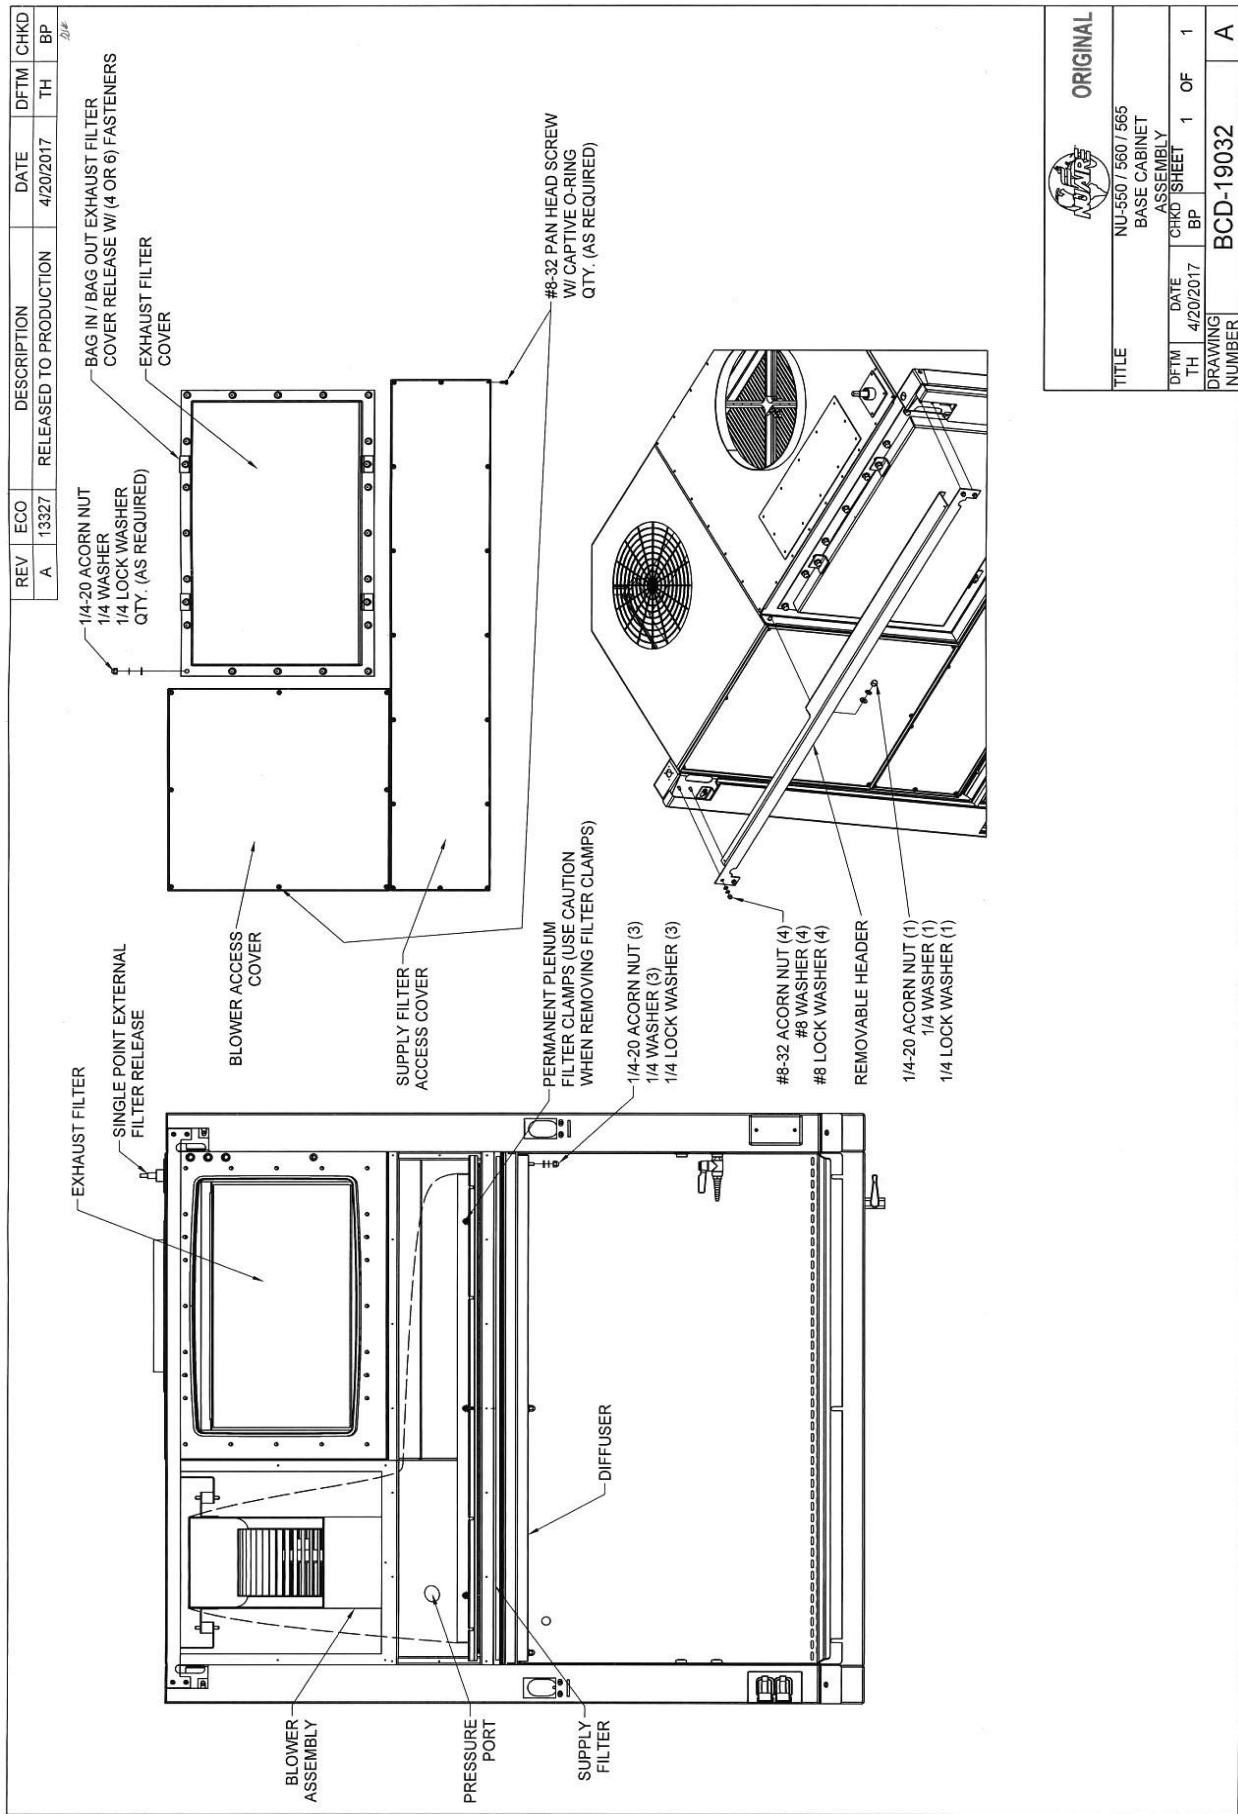 REV ECO DESCRIPTION DATE DFTM CHKD
A 13327 RELEASED TO PRODUCTION 4/20/2017 TH BP
1/4-20 ACORN NUT
1/4 WASHER
1/4 LOCK WASHER
QTY. (AS REQUIRED)
BAG IN / BAG OUT EXHAUST FILTER
COVER RELEASE W/ (4 OR 6) FASTENERS
EXHAUST FILTER
COVER
EXHAUST FILTER
SINGLE POINT EXTERNAL
FILTER RELEASE
BLOWER ACCESS
COVER
SUPPLY FILTER
ACCESS COVER
#8-32 PAN HEAD SCREW
W/ CAPTIVE O-RING
QTY. (AS REQUIRED)
BLOWER
ASSEMBLY
PRESSURE
PORT
SUPPLY
FILTER
DIFFUSER
PERMANENT PLENUM
FILTER CLAMPS (USE CAUTION
WHEN REMOVING FILTER CLAMPS)
1/4-20 ACORN NUT (3)
1/4 WASHER (3)
1/4 LOCK WASHER (3)
#8-32 ACORN NUT (4)
#8 WASHER (4)
#8 LOCK WASHER (4)
REMOVABLE HEADER
1/4-20 ACORN NUT (1)
1/4 WASHER (1)
1/4 LOCK WASHER (1)
NUAIRE
ORIGINAL
TITLE
NU-550 / 560 / 565
BASE CABINET
ASSEMBLY
DFTM DATE CHKD SHEET 1 OF 1
TH 4/20/2017 BP
DRAWING
NUMBER
BCD-19032 A